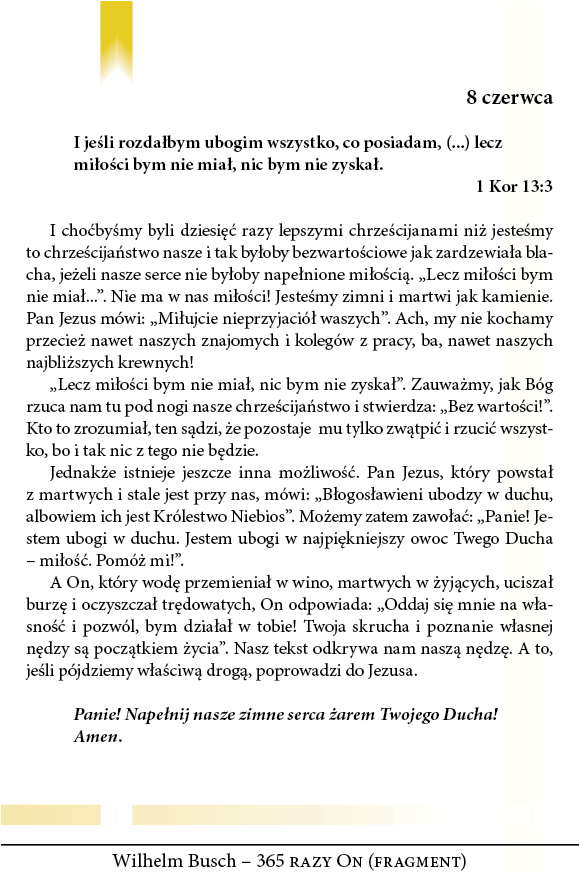 8 czerwca
I jeśli rozdałbym ubogim wszystko, co posiadam, (...) lecz
miłości bym nie miał, nic bym nie zyskał.
1 Kor 13:3
I choćbyśmy byli dziesięć razy lepszymi chrześcijanami niż jesteśmy
to chrześcijaństwo nasze i tak byłoby bezwartościowe jak zardzewiała bla-
cha, jeżeli nasze serce nie byłoby napełnione miłością. „Lecz miłości bym
nie miał...”. Nie ma w nas miłości! Jesteśmy zimni i martwi jak kamienie.
Pan Jezus mówi: „Miłujcie nieprzyjaciół waszych”. Ach, my nie kochamy
przecież nawet naszych znajomych i kolegów z pracy, ba, nawet naszych
najbliższych krewnych!
„Lecz miłości bym nie miał, nic bym nie zyskał”. Zauważmy, jak Bóg
rzuca nam tu pod nogi nasze chrześcijaństwo i stwierdza: „Bez wartości!”.
Kto to zrozumiał, ten sądzi, że pozostaje mu tylko zwątpić i rzucić wszyst-
ko, bo i tak nic z tego nie będzie.
Jednakże istnieje jeszcze inna możliwość. Pan Jezus, który powstał
z martwych i stale jest przy nas, mówi: „Błogosławieni ubodzy w duchu,
albowiem ich jest Królestwo Niebios”. Możemy zatem zawołać: „Panie! Je-
stem ubogi w duchu. Jestem ubogi w najpiękniejszy owoc Twego Ducha
– miłość. Pomóż mi!”.
A On, który wodę przemieniał w wino, martwych w żyjących, uciszał
burzę i oczyszczał trędowatych, On odpowiada: „Oddaj się mnie na wła-
sność i pozwól, bym działał w tobie! Twoja skrucha i poznanie własnej
nędzy są początkiem życia”. Nasz tekst odkrywa nam naszą nędzę. A to,
jeśli pójdziemy właściwą drogą, poprowadzi do Jezusa.
Panie! Napełnij nasze zimne serca żarem Twojego Ducha!
Amen.
Wilhelm Busch – 365 razy On (fragment)